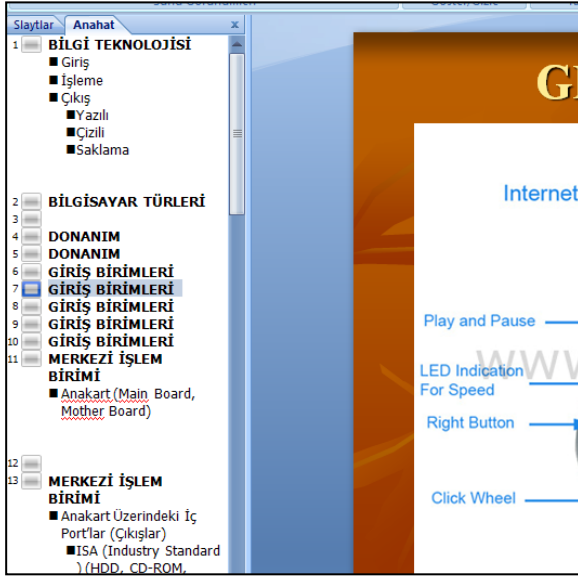 Slaytlar Anahat x
1 BİLGİ TEKNOLOJİSİ
■ Giriş
■ İşleme
■ Çıkış
■Yazılı
■Çizili
■Saklama
2 BİLGİSAYAR TÜRLERİ
3
4 DONANIM
5 DONANIM
6 GİRİŞ BİRİMLERİ
7 GİRİŞ BİRİMLERİ
8 GİRİŞ BİRİMLERİ
9 GİRİŞ BİRİMLERİ
10 GİRİŞ BİRİMLERİ
11 MERKEZİ İŞLEM
BİRİMİ
■ Anakart (Main Board,
Mother Board)
12
13 MERKEZİ İŞLEM
BİRİMİ
■ Anakart Üzerindeki İç
Port'lar (Çıkışlar)
■ISA (Industry Standard
) (HDD, CD-ROM,
Internet
Play and Pause
www
LED Indication
For Speed
Right Button
Click Wheel